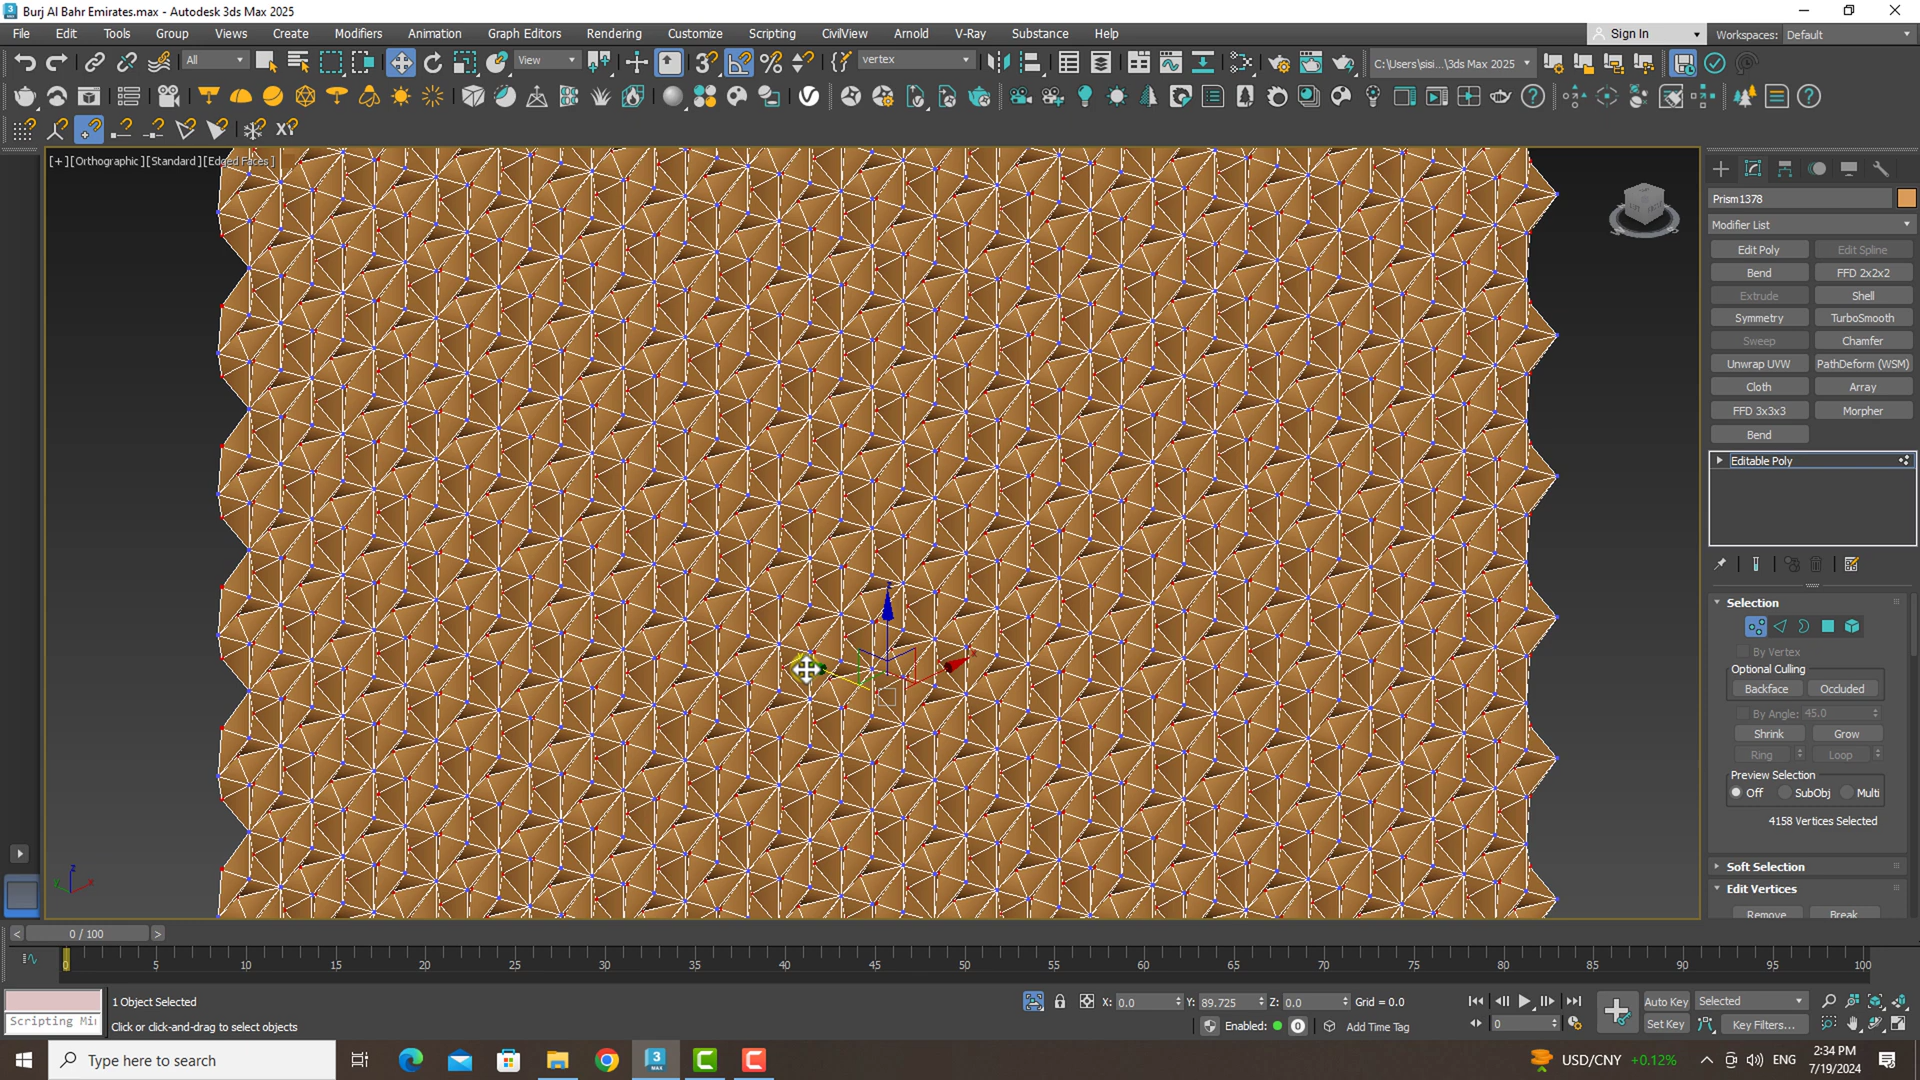 Burj Al Bahr Emirates.max - Autodesk 3ds Max 2025
File Edit Tools Group Views Create Modifiers Animation Graph Editors Rendering Customize Scripting CivilView Arnold V-Ray Substance Help
Sign In Workspaces: Default
All View vertex C:\Users\sisi...\3ds Max 2025
[+][Orthographic][Standard][Edged Faces]
Prism1378
Modifier List
Edit Poly Edit Spline
Bend FFD 2x2x2
Extrude Shell
Symmetry TurboSmooth
Sweep Chamfer
Unwrap UVW PathDeform (WSM)
Cloth Array
FFD 3x3x3 Morpher
Bend
Editable Poly
Selection
By Vertex
Optional Culling
Backface Occluded
By Angle: 45.0
Shrink Grow
Ring Loop
Preview Selection
Off SubObj Multi
4158 Vertices Selected
Soft Selection
Edit Vertices
Remove Break
0 / 100
0 5 10 15 20 25 30 35 40 45 50 55 60 65 70 75 80 85 90 95 100
1 Object Selected
X: 0.0 Y: 89.725 Z: 0.0 Grid = 0.0
Auto Key Selected
Scripting Mi
Click or click-and-drag to select objects
Enabled: 0 Add Time Tag
0 Set Key Key Filters...
Type here to search
USD/CNY +0.12% ENG
2:34 PM
7/19/2024